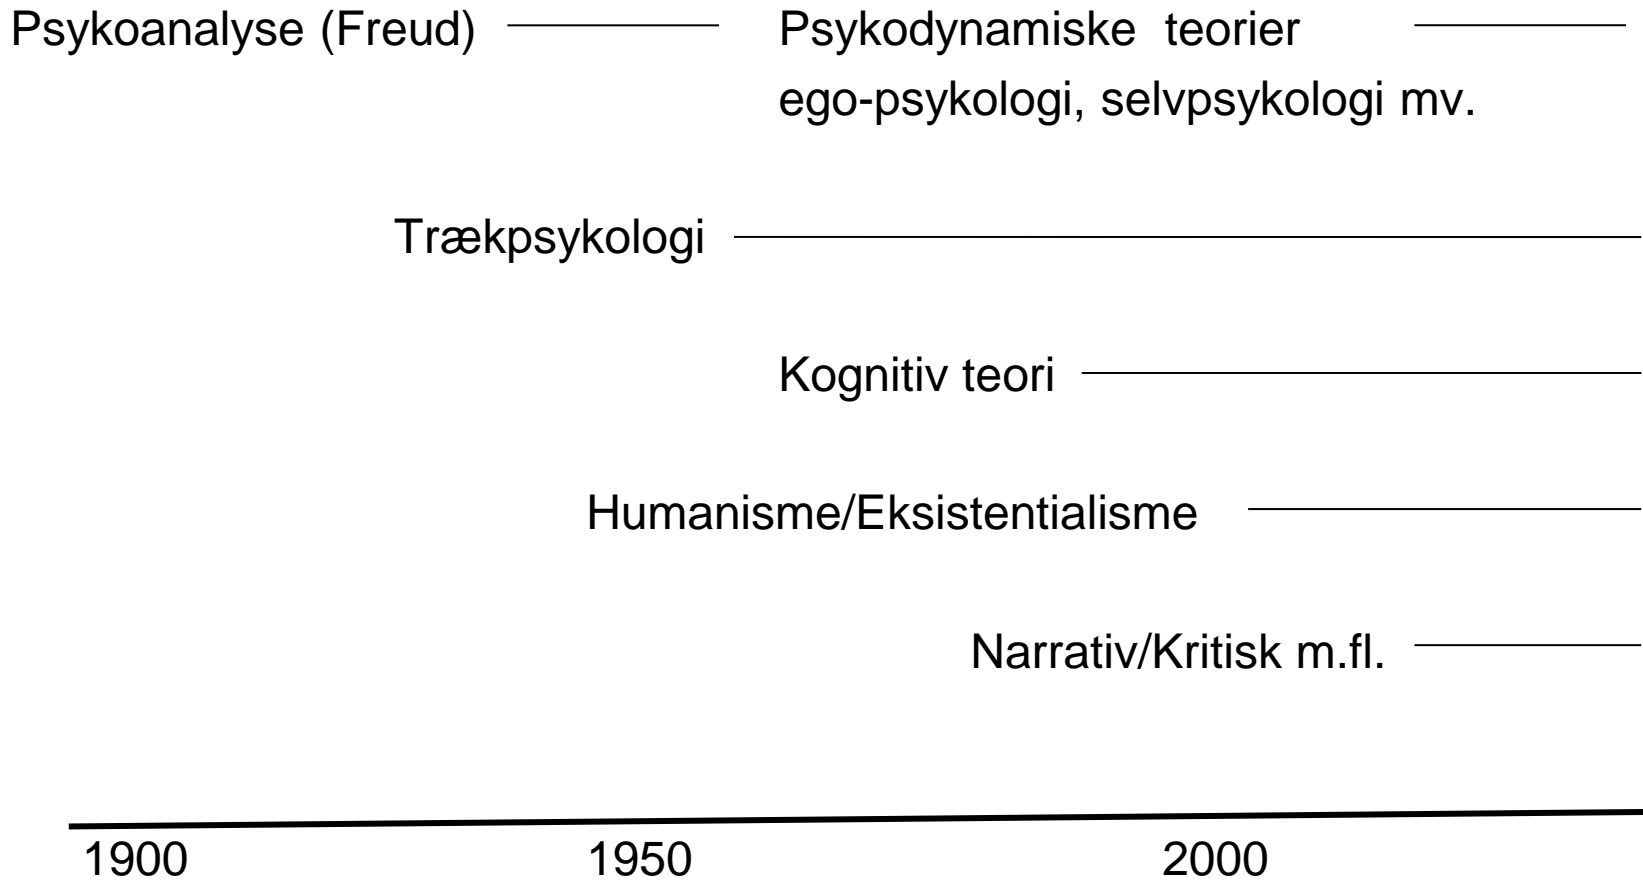 Psykoanalyse (Freud) Psykodynamiske teorier
ego-psykologi, selvpsykologi mv.
Trækpsykologi
Kognitiv teori
Humanisme/Eksistentialisme
Narrativ/Kritisk m.fl.
1900 1950 2000